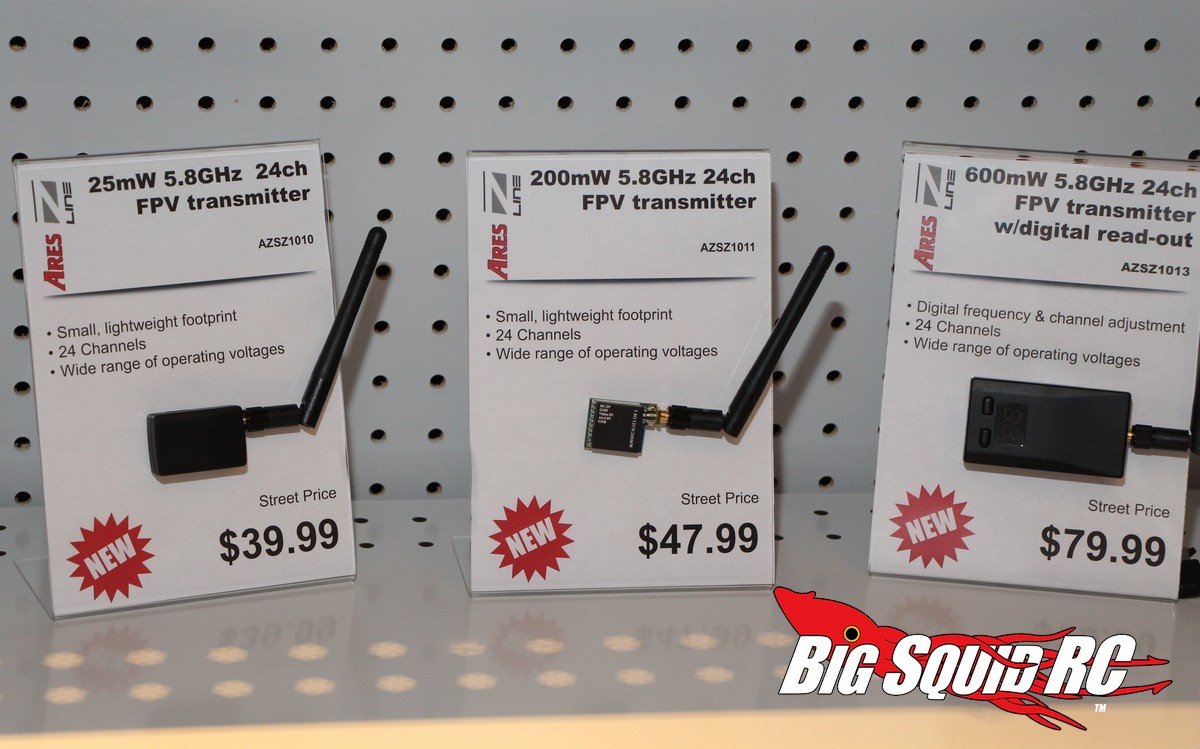 25mW 5.8GHz 24ch
FPV transmitter
AZSZ1010
ARES
Z
LINE
• Small, lightweight footprint
• 24 Channels
• Wide range of operating voltages
Street Price
$39.99
NEW
200mW 5.8GHz 24ch
FPV transmitter
AZSZ1011
ARES
Z
LINE
• Small, lightweight footprint
• 24 Channels
• Wide range of operating voltages
Street Price
$47.99
NEW
600mW 5.8GHz 24ch
FPV transmitter
w/digital read-out
AZSZ1013
ARES
Z
LINE
• Digital frequency & channel adjustment
• 24 Channels
• Wide range of operating voltages
Street Price
$79.99
NEW
BIG SQUID RC
TM